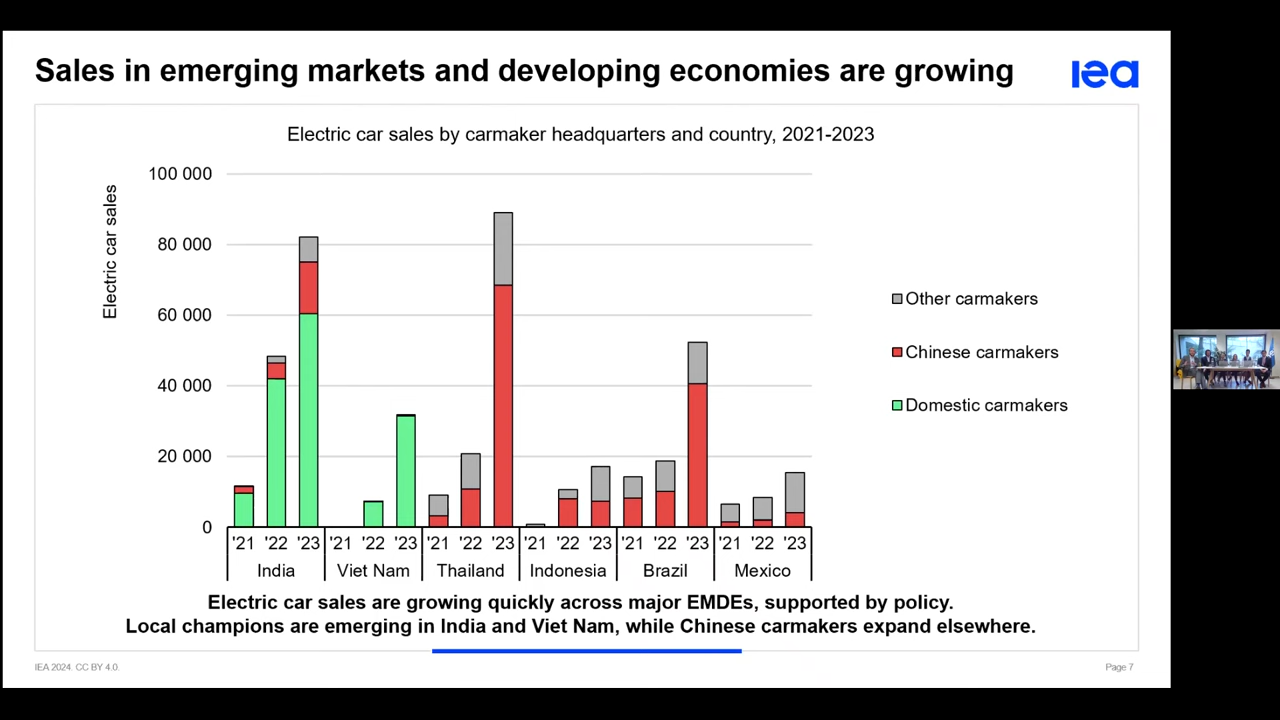 Sales in emerging markets and developing economies are growing
iea
Electric car sales by carmaker headquarters and country, 2021-2023
Electric car sales
100 000
80 000
60 000
40 000
20 000
0
'21 '22 '23 '21 '22 '23 '21 '22 '23 '21 '22 '23 '21 '22 '23 '21 '22 '23
India Viet Nam Thailand Indonesia Brazil Mexico
Other carmakers
Chinese carmakers
Domestic carmakers
Electric car sales are growing quickly across major EMDEs, supported by policy.
Local champions are emerging in India and Viet Nam, while Chinese carmakers expand elsewhere.
IEA 2024. CC BY 4.0.
Page 7